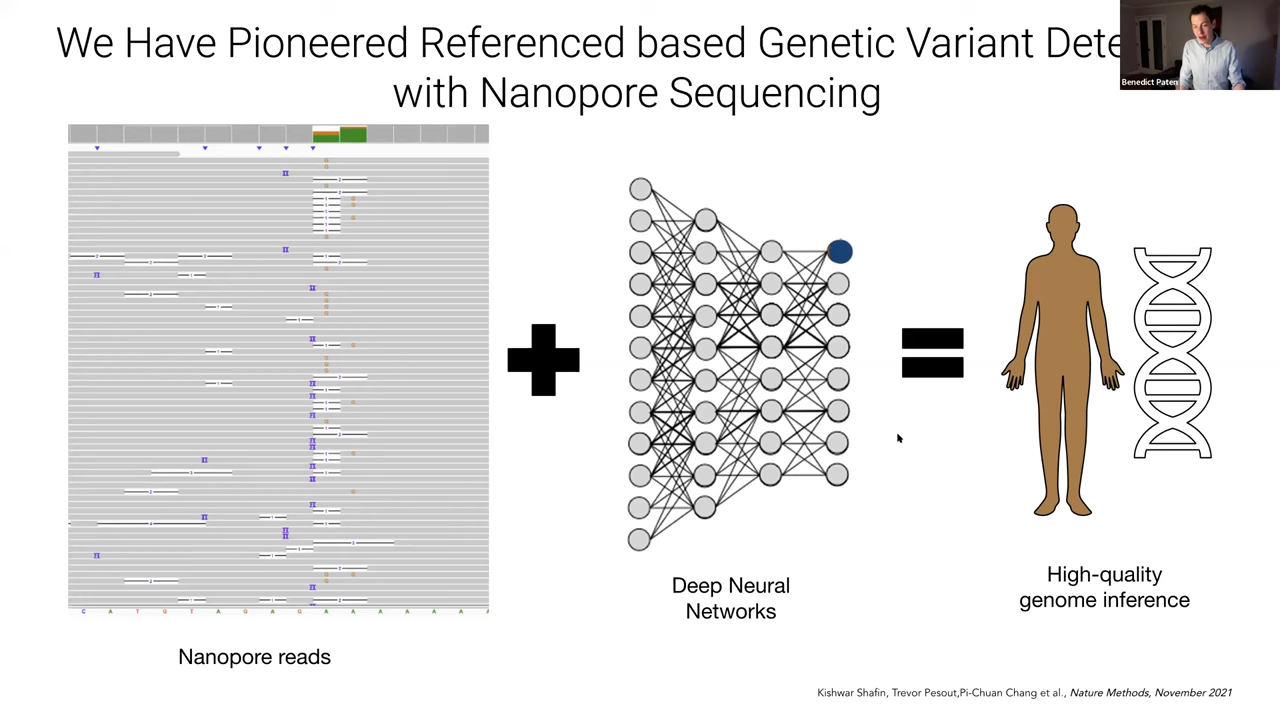 We Have Pioneered Referenced based Genetic Variant Dete
with Nanopore Sequencing
Benedict Paten
C A T G T A G A G A A A A A A A
Nanopore reads
Deep Neural
Networks
High-quality
genome inference
Kishwar Shafin, Trevor Pesout,Pi-Chuan Chang et al., Nature Methods, November 2021